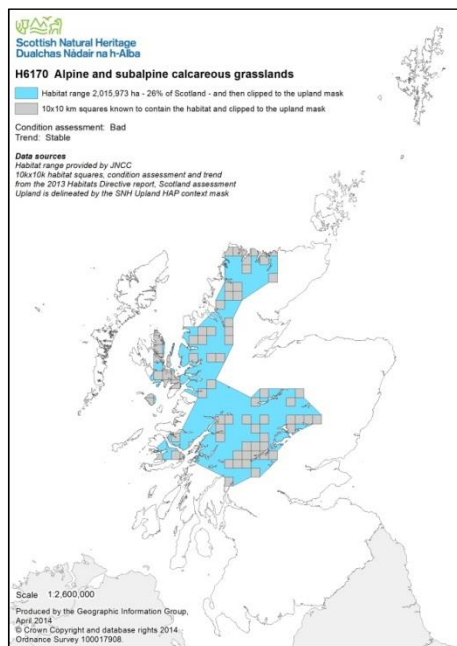 Scottish Natural Heritage
Dualchas Nàdair na h-Alba
H6170 Alpine and subalpine calcareous grasslands
Habitat range 2,015,973 ha - 26% of Scotland - and then clipped to the upland mask
10x10 km squares known to contain the habitat and clipped to the upland mask
Condition assessment: Bad
Trend: Stable
Data sources
Habitat range provided by JNCC
10kx10k habitat squares, condition assessment and trend
from the 2013 Habitats Directive report, Scotland assessment
Upland is delineated by the SNH Upland HAP context mask
Scale 1:2,600,000
Produced by the Geographic Information Group,
April 2014
© Crown Copyright and database rights 2014
Ordnance Survey 100017908.